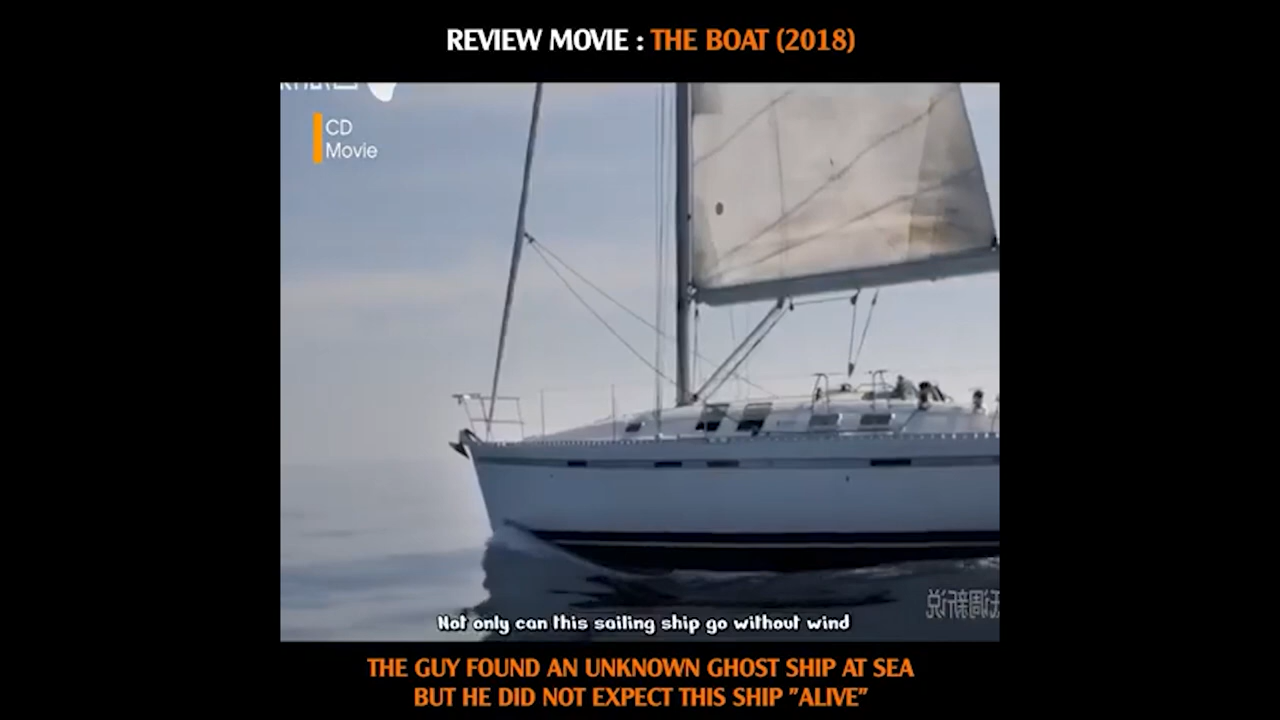 REVIEW MOVIE : THE BOAT (2018)
CD
Movie
Not only can this sailing ship go without wind
THE GUY FOUND AN UNKNOWN GHOST SHIP AT SEA
BUT HE DID NOT EXPECT THIS SHIP "ALIVE"